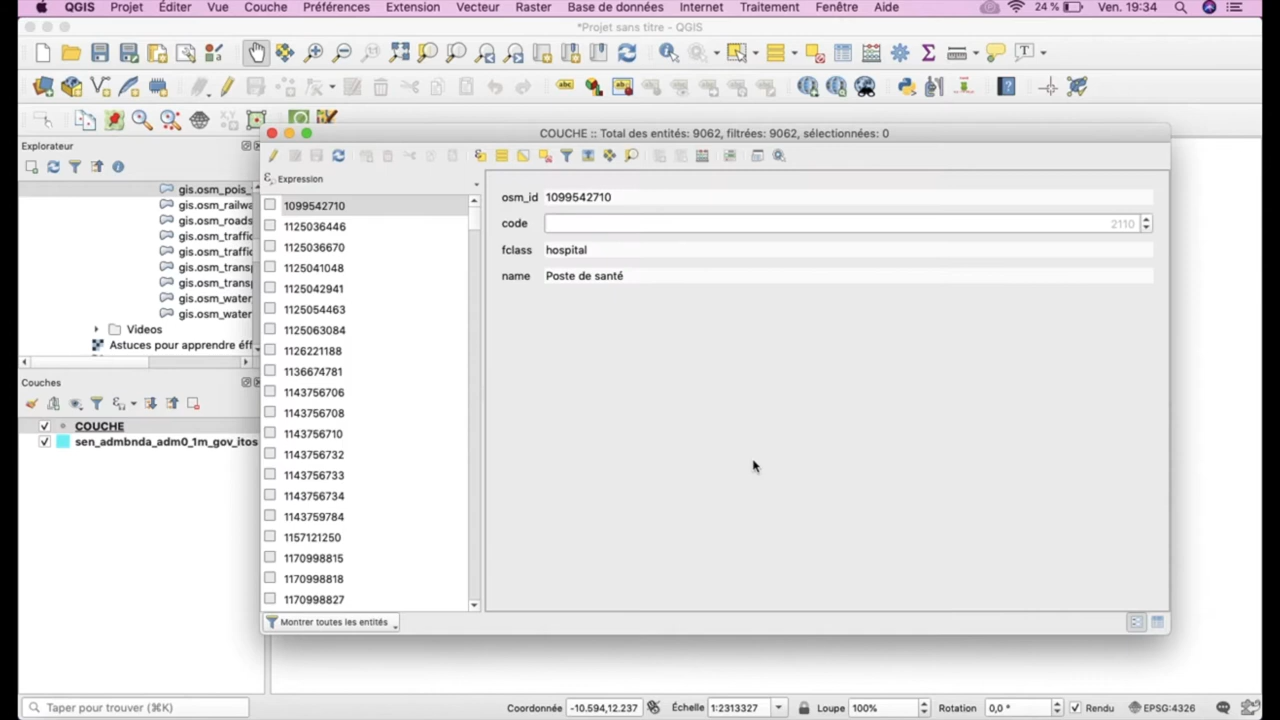 QGIS Projet Éditer Vue Couche Préférences Extension Vecteur Raster Base de données Internet Traitement Fenêtre Aide 24 % Ven. 19:34
*Projet sans titre - QGIS
abc
X,Y
Explorateur
gis.osm_pois_
gis.osm_railwa
gis.osm_roads
gis.osm_traffic
gis.osm_traffic
gis.osm_transp
gis.osm_transp
gis.osm_water
gis.osm_water
Videos
Astuces pour apprendre éff
Couches
COUCHE
sen_admbnda_adm0_1m_gov_itos
COUCHE :: Total des entités: 9062, filtrées: 9062, sélectionnées: 0
Expression
1099542710
1125036446
1125036670
1125041048
1125042941
1125054463
1125063084
1126221188
1136674781
1143756706
1143756708
1143756710
1143756732
1143756733
1143756734
1143759784
1157121250
1170998815
1170998818
1170998827
osm_id 1099542710
code 2110
fclass hospital
name Poste de santé
Montrer toutes les entités
Taper pour trouver (⌘K)
Coordonnée -10.594,12.237 Échelle 1:2313327 Loupe 100% Rotation 0,0 ° Rendu EPSG:4326